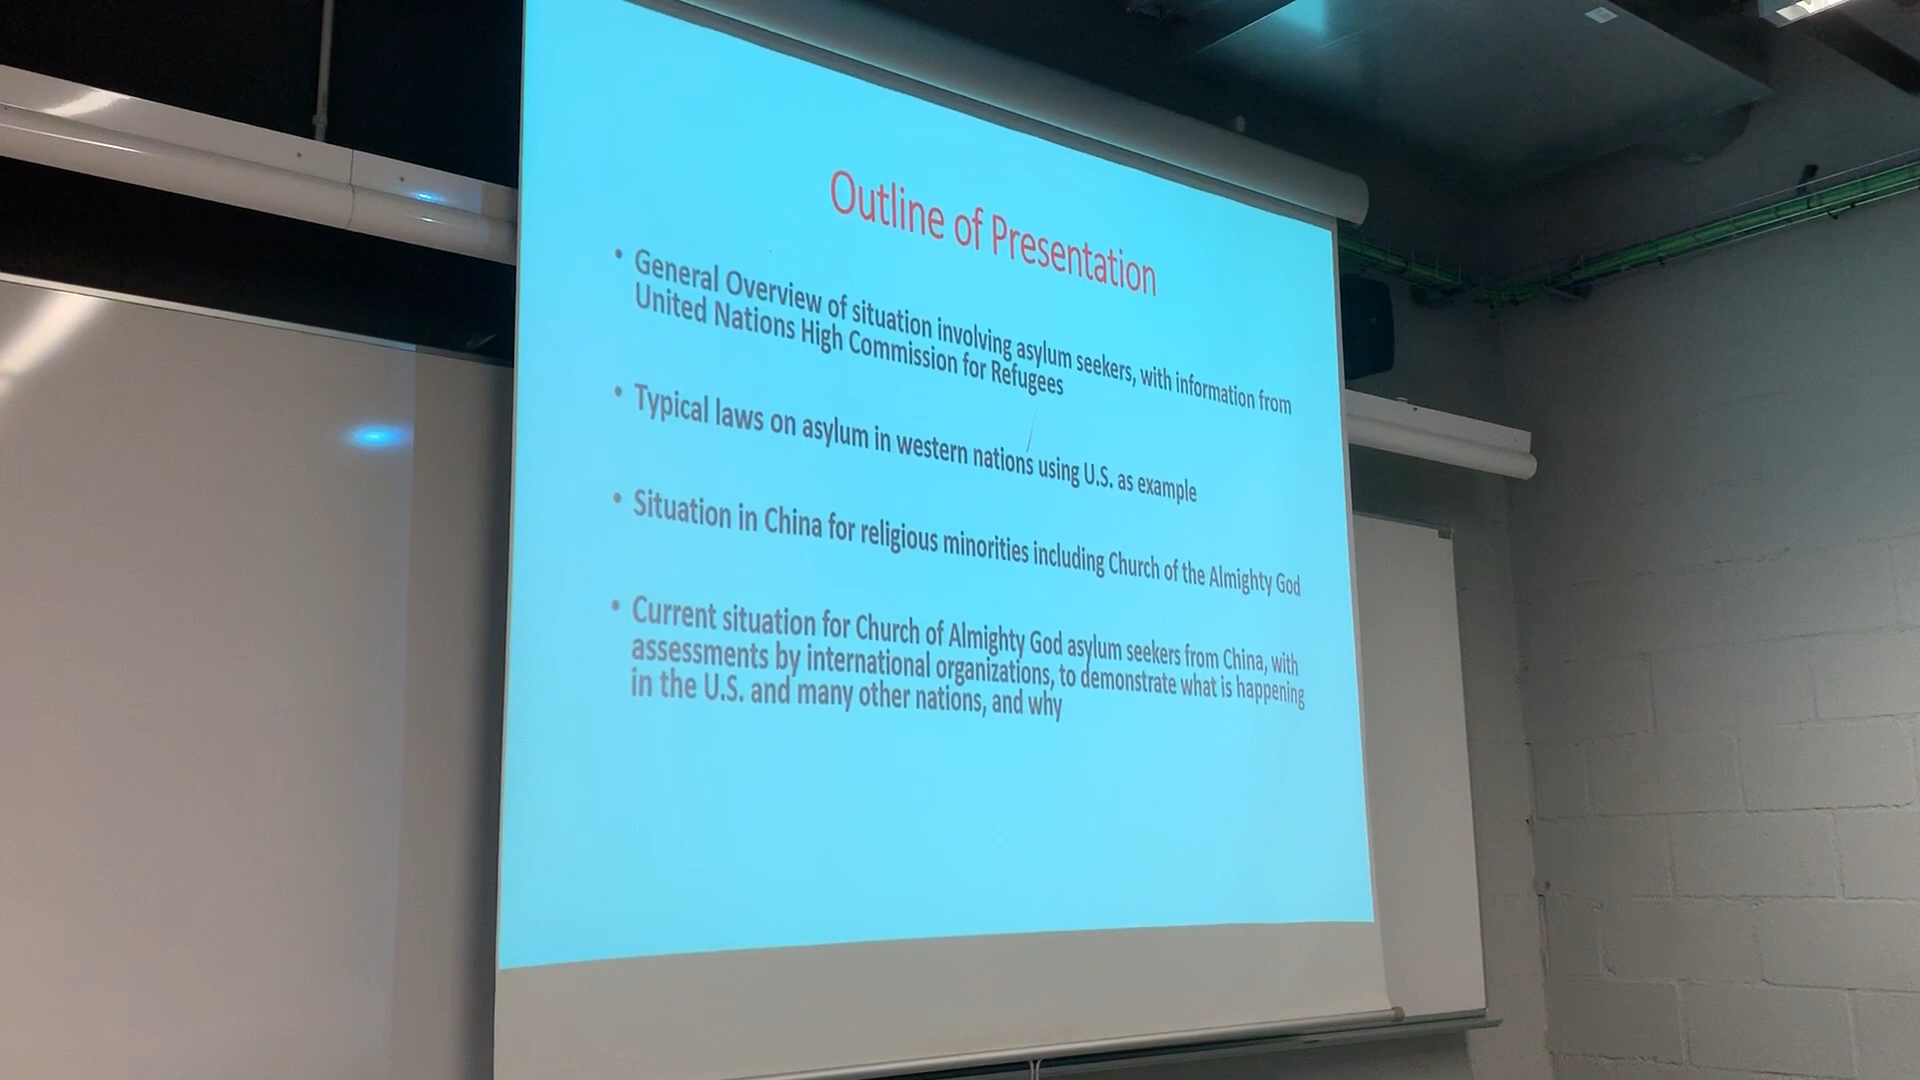 Outline of Presentation
• General Overview of situation involving asylum seekers, with information from
United Nations High Commission for Refugees
• Typical laws on asylum in western nations using U.S. as example
• Situation in China for religious minorities including Church of the Almighty God
• Current situation for Church of Almighty God asylum seekers from China, with
assessments by international organizations, to demonstrate what is happening
in the U.S. and many other nations, and why